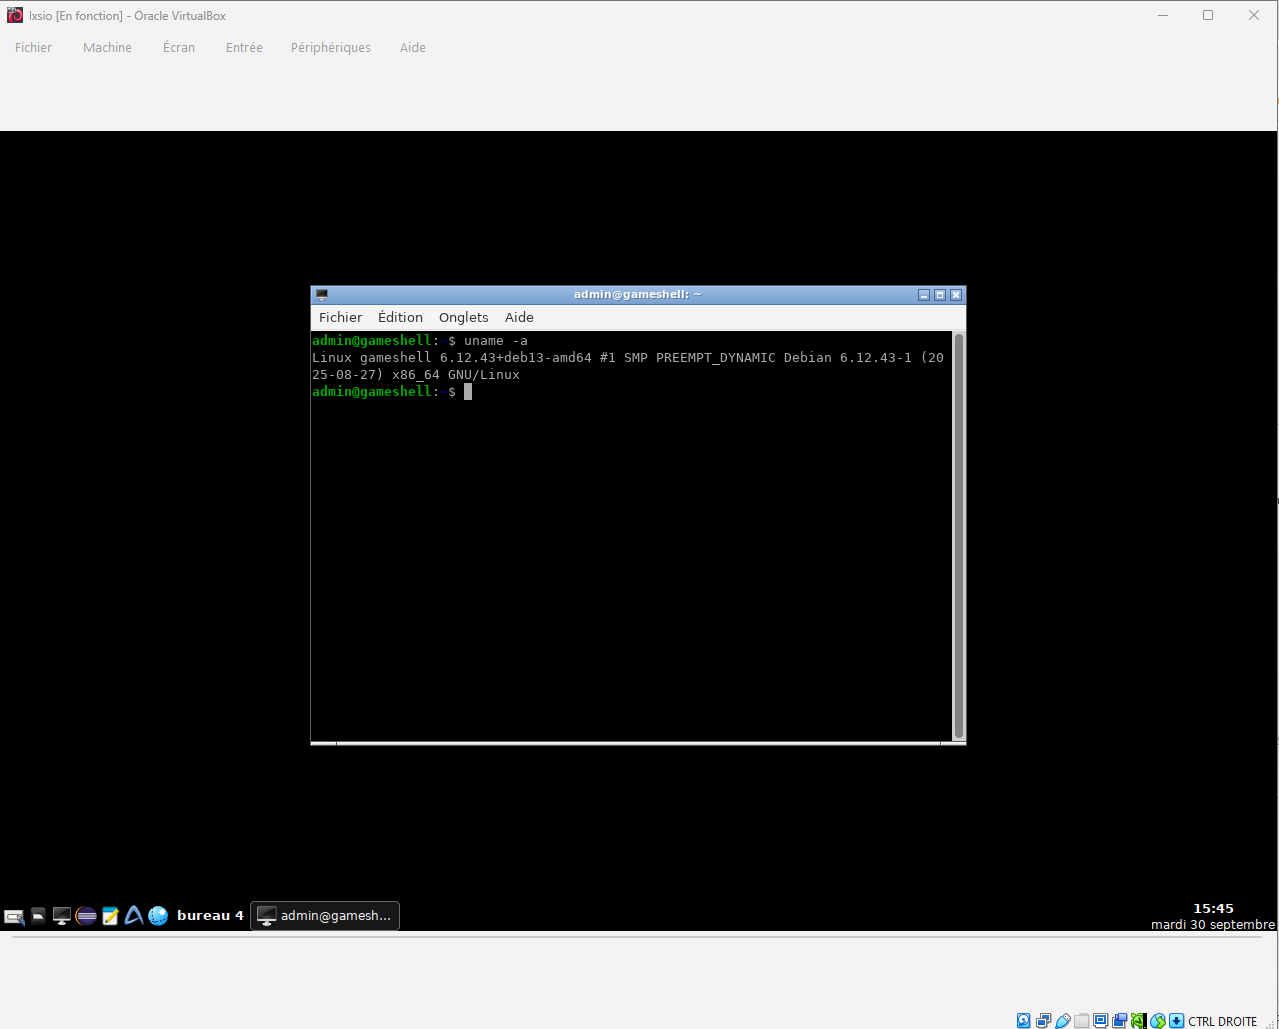 lxsio [En fonction] - Oracle VirtualBox
Fichier Machine Écran Entrée Périphériques Aide
admin@gameshell: ~
Fichier Édition Onglets Aide
admin@gameshell:~$ uname -a
Linux gameshell 6.12.43+deb13-amd64 #1 SMP PREEMPT_DYNAMIC Debian 6.12.43-1 (20
25-08-27) x86_64 GNU/Linux
admin@gameshell:~$
bureau 4 admin@gamesh...
15:45
mardi 30 septembre
CTRL DROITE